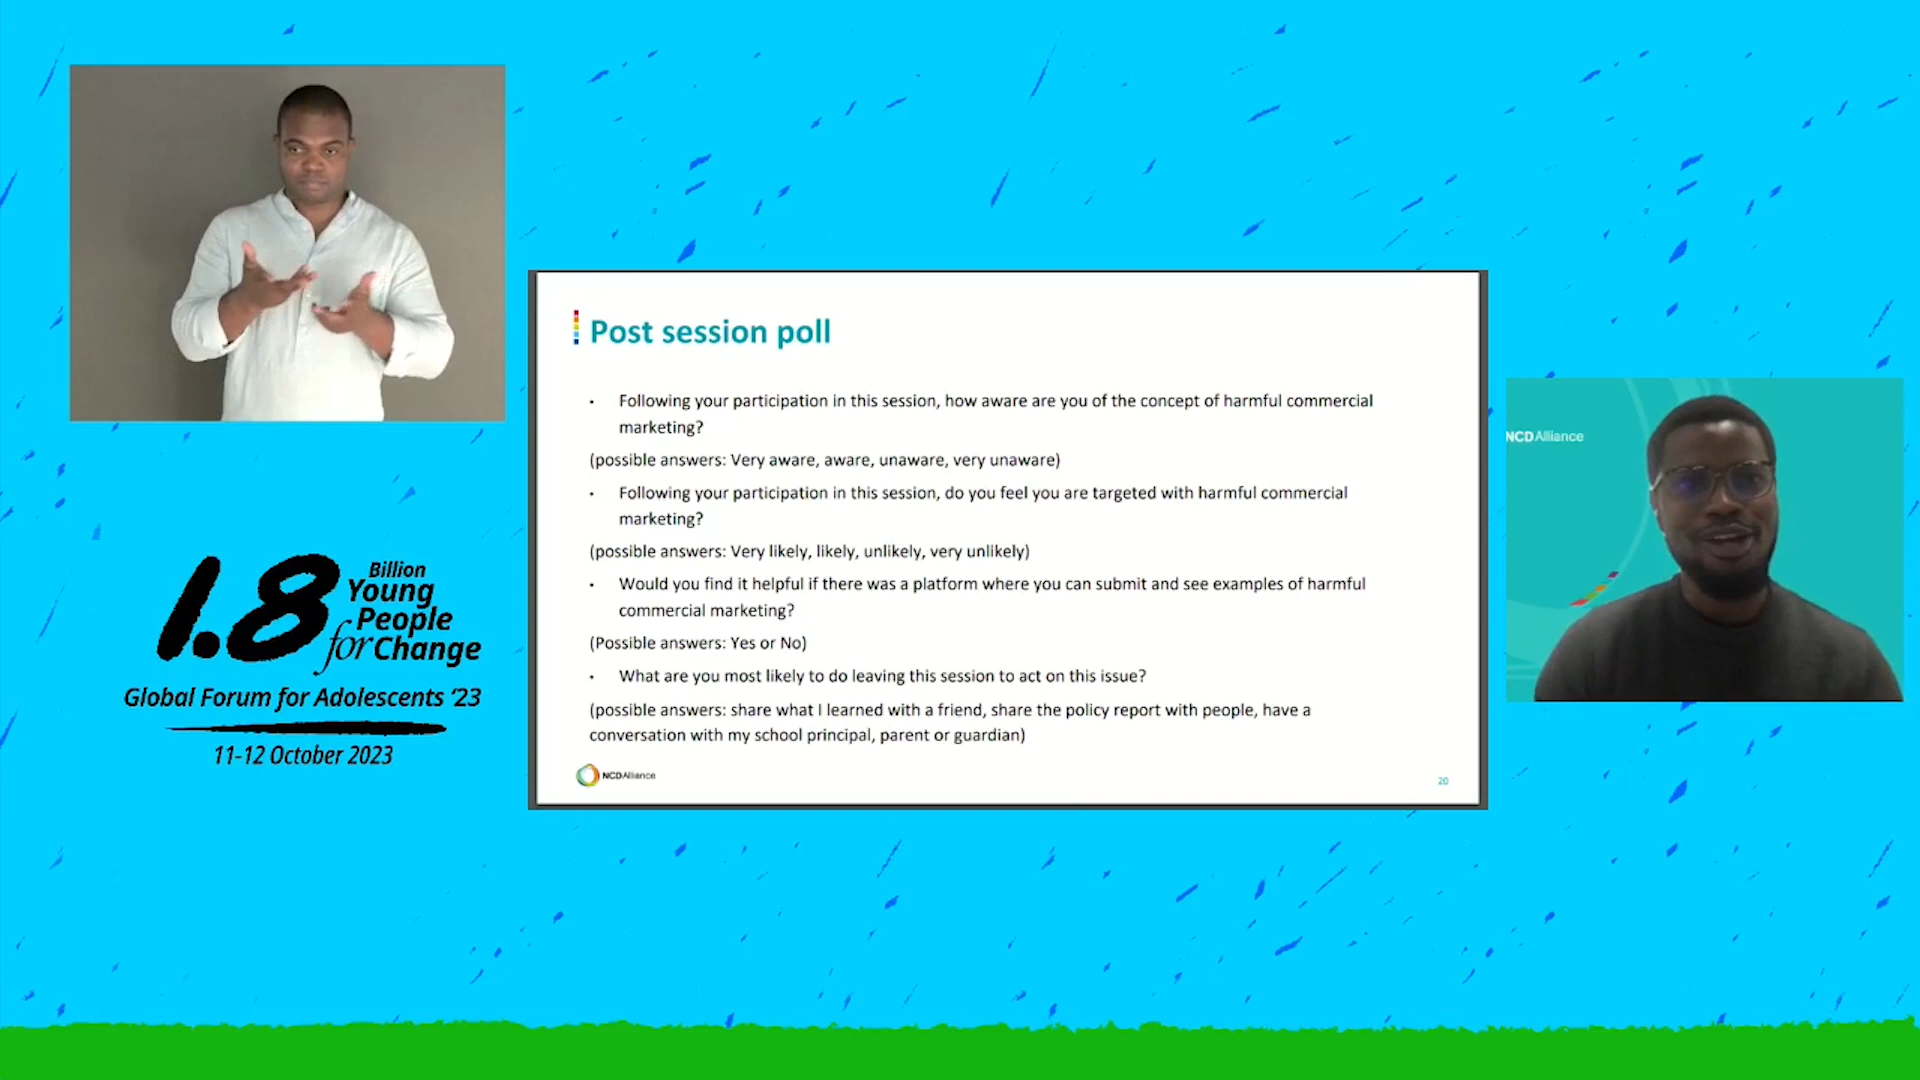 Post session poll
• Following your participation in this session, how aware are you of the concept of harmful commercial
marketing?
(possible answers: Very aware, aware, unaware, very unaware)
• Following your participation in this session, do you feel you are targeted with harmful commercial
marketing?
(possible answers: Very likely, likely, unlikely, very unlikely)
• Would you find it helpful if there was a platform where you can submit and see examples of harmful
commercial marketing?
(Possible answers: Yes or No)
• What are you most likely to do leaving this session to act on this issue?
(possible answers: share what I learned with a friend, share the policy report with people, have a
conversation with my school principal, parent or guardian)
NCDAlliance
20
NCDAlliance
1.8 Billion
Young
People
for Change
Global Forum for Adolescents ‘23
11-12 October 2023